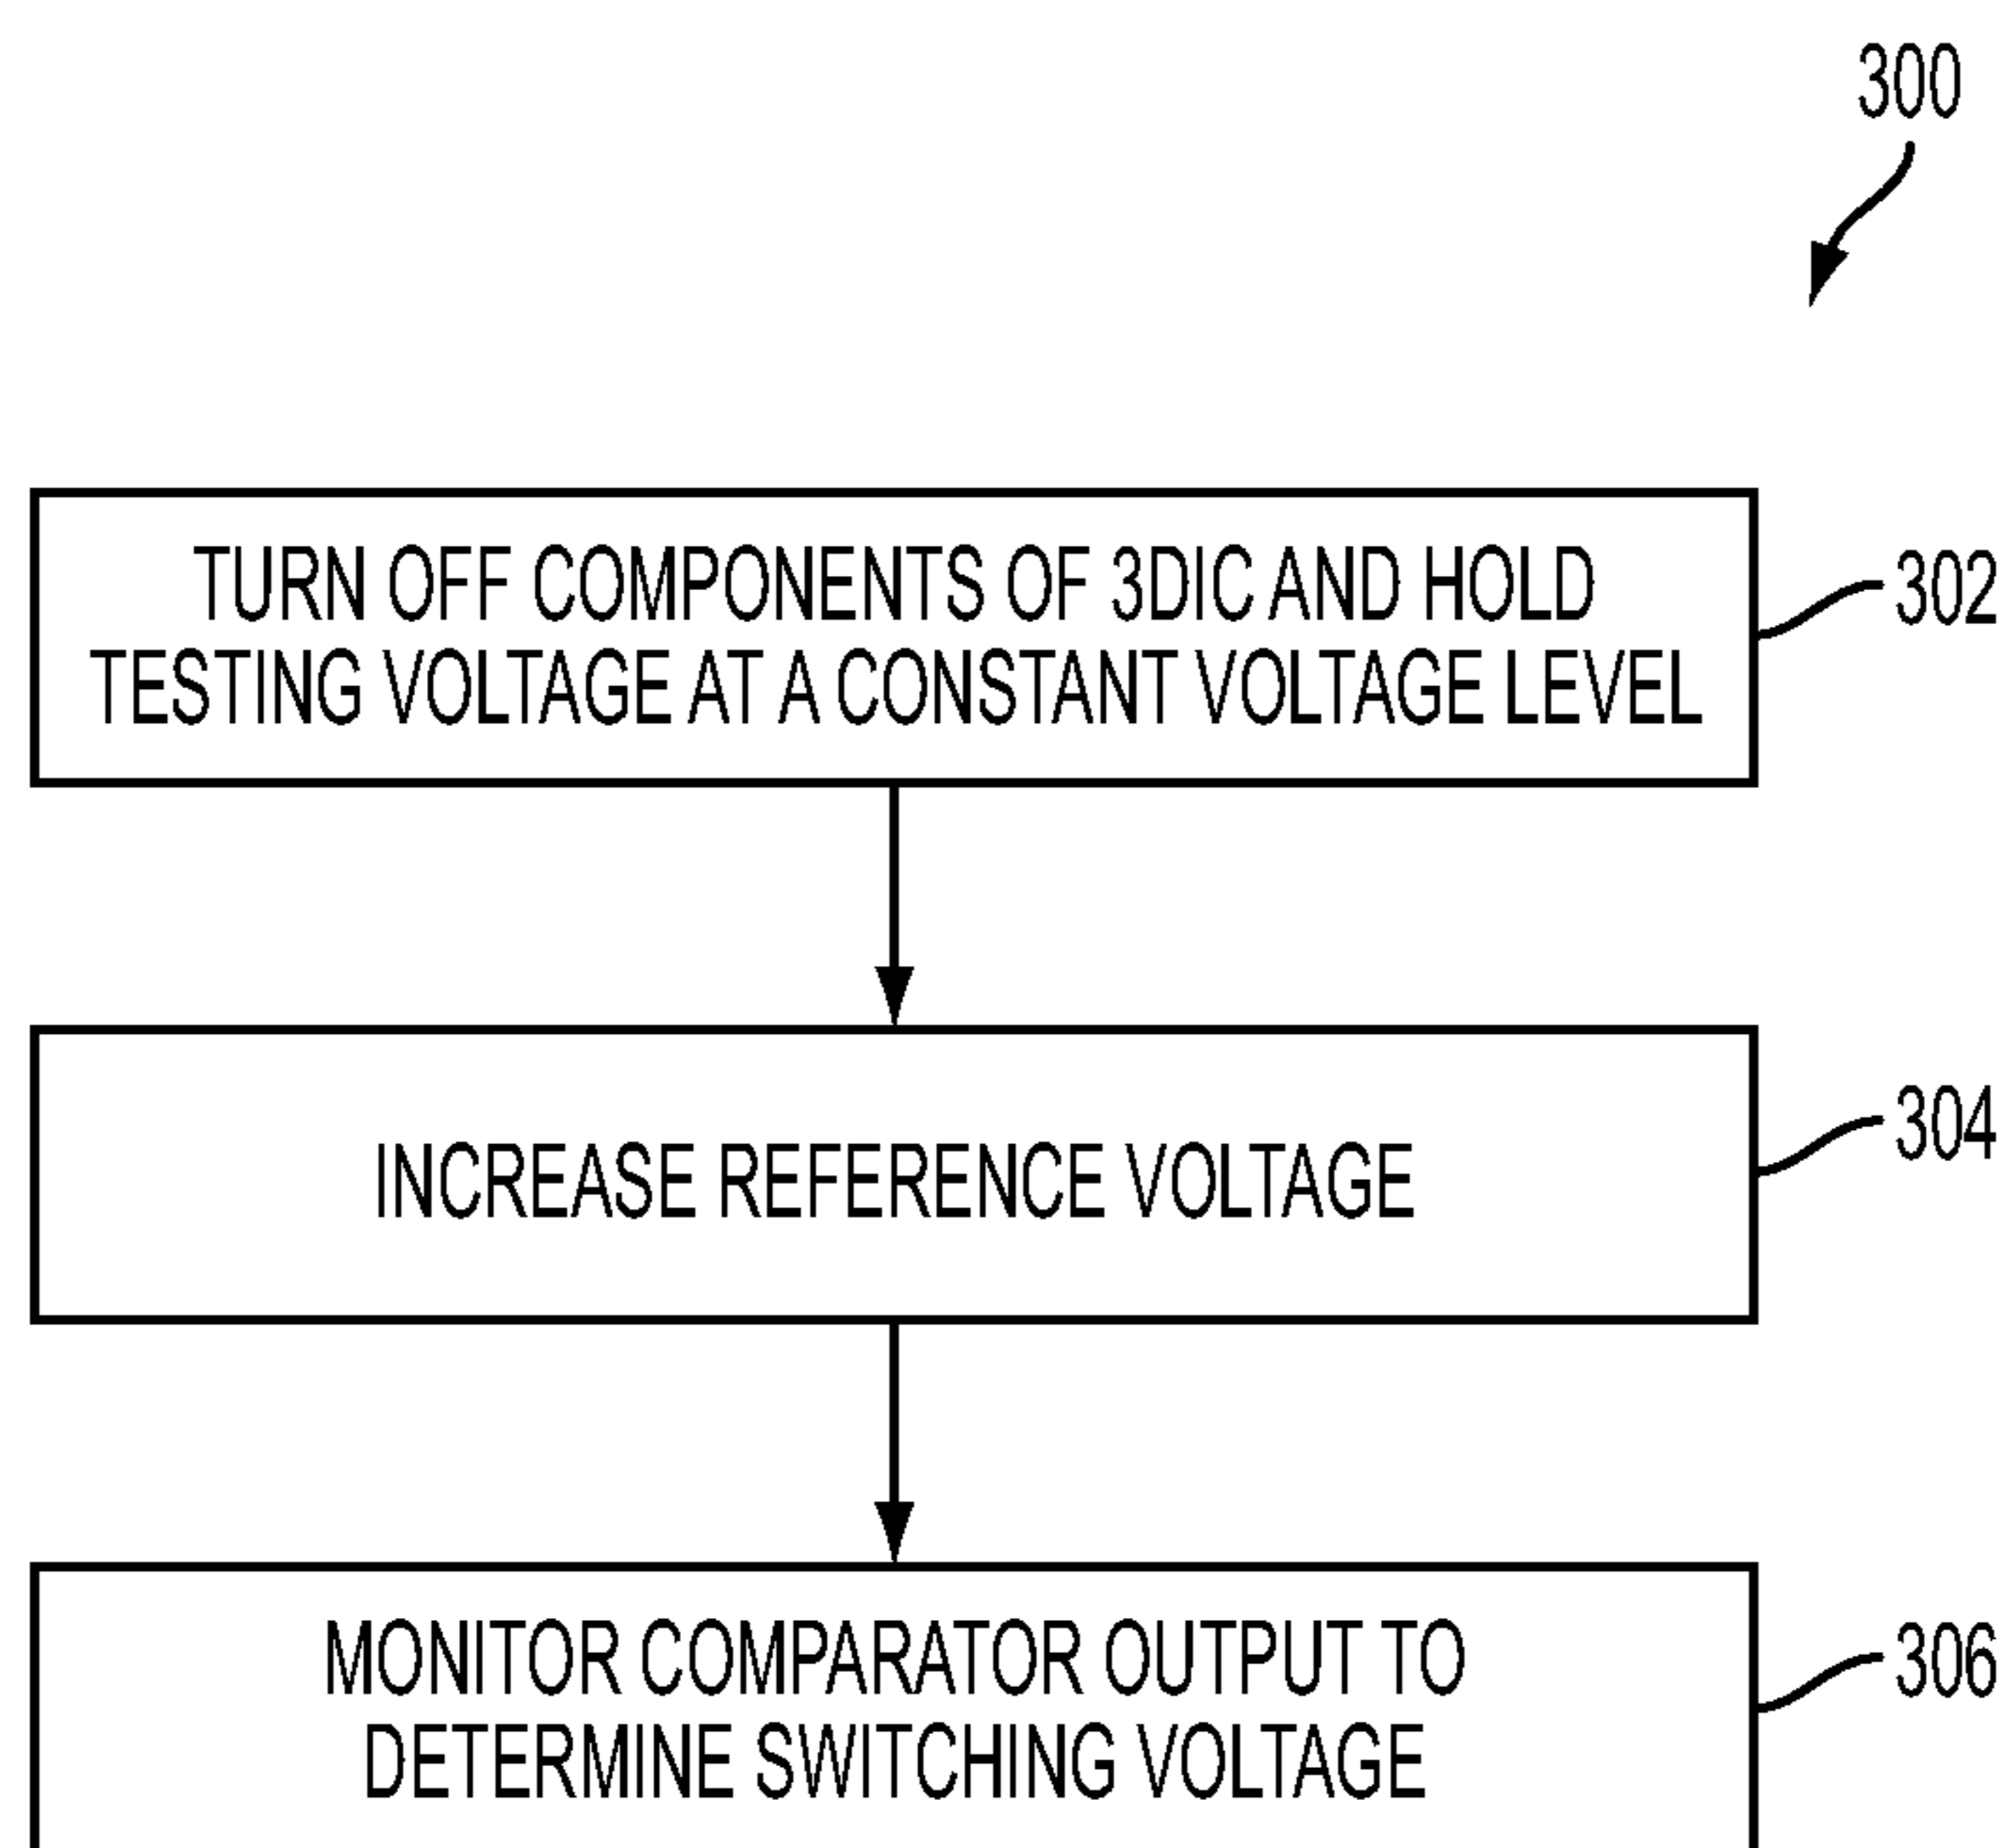 300
TURN OFF COMPONENTS OF 3DIC AND HOLD
TESTING VOLTAGE AT A CONSTANT VOLTAGE LEVEL
302
INCREASE REFERENCE VOLTAGE
304
MONITOR COMPARATOR OUTPUT TO
DETERMINE SWITCHING VOLTAGE
306